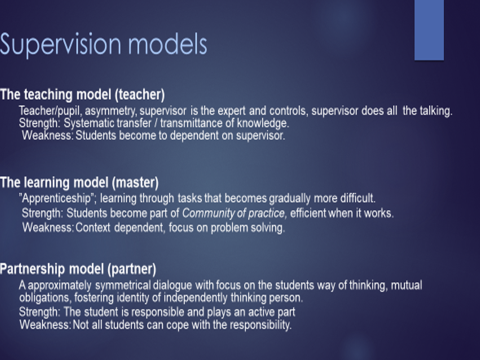 Supervision models
The teaching model (teacher)
Teacher/pupil, asymmetry, supervisor is the expert and controls, supervisor does all the talking.
Strength: Systematic transfer / transmittance of knowledge.
Weakness: Students become to dependent on supervisor.
The learning model (master)
"Apprenticeship"; learning through tasks that becomes gradually more difficult.
Strength: Students become part of Community of practice, efficient when it works.
Weakness: Context dependent, focus on problem solving.
Partnership model (partner)
A approximately symmetrical dialogue with focus on the students way of thinking, mutual
obligations, fostering identity of independently thinking person.
Strength: The student is responsible and plays an active part
Weakness: Not all students can cope with the responsibility.